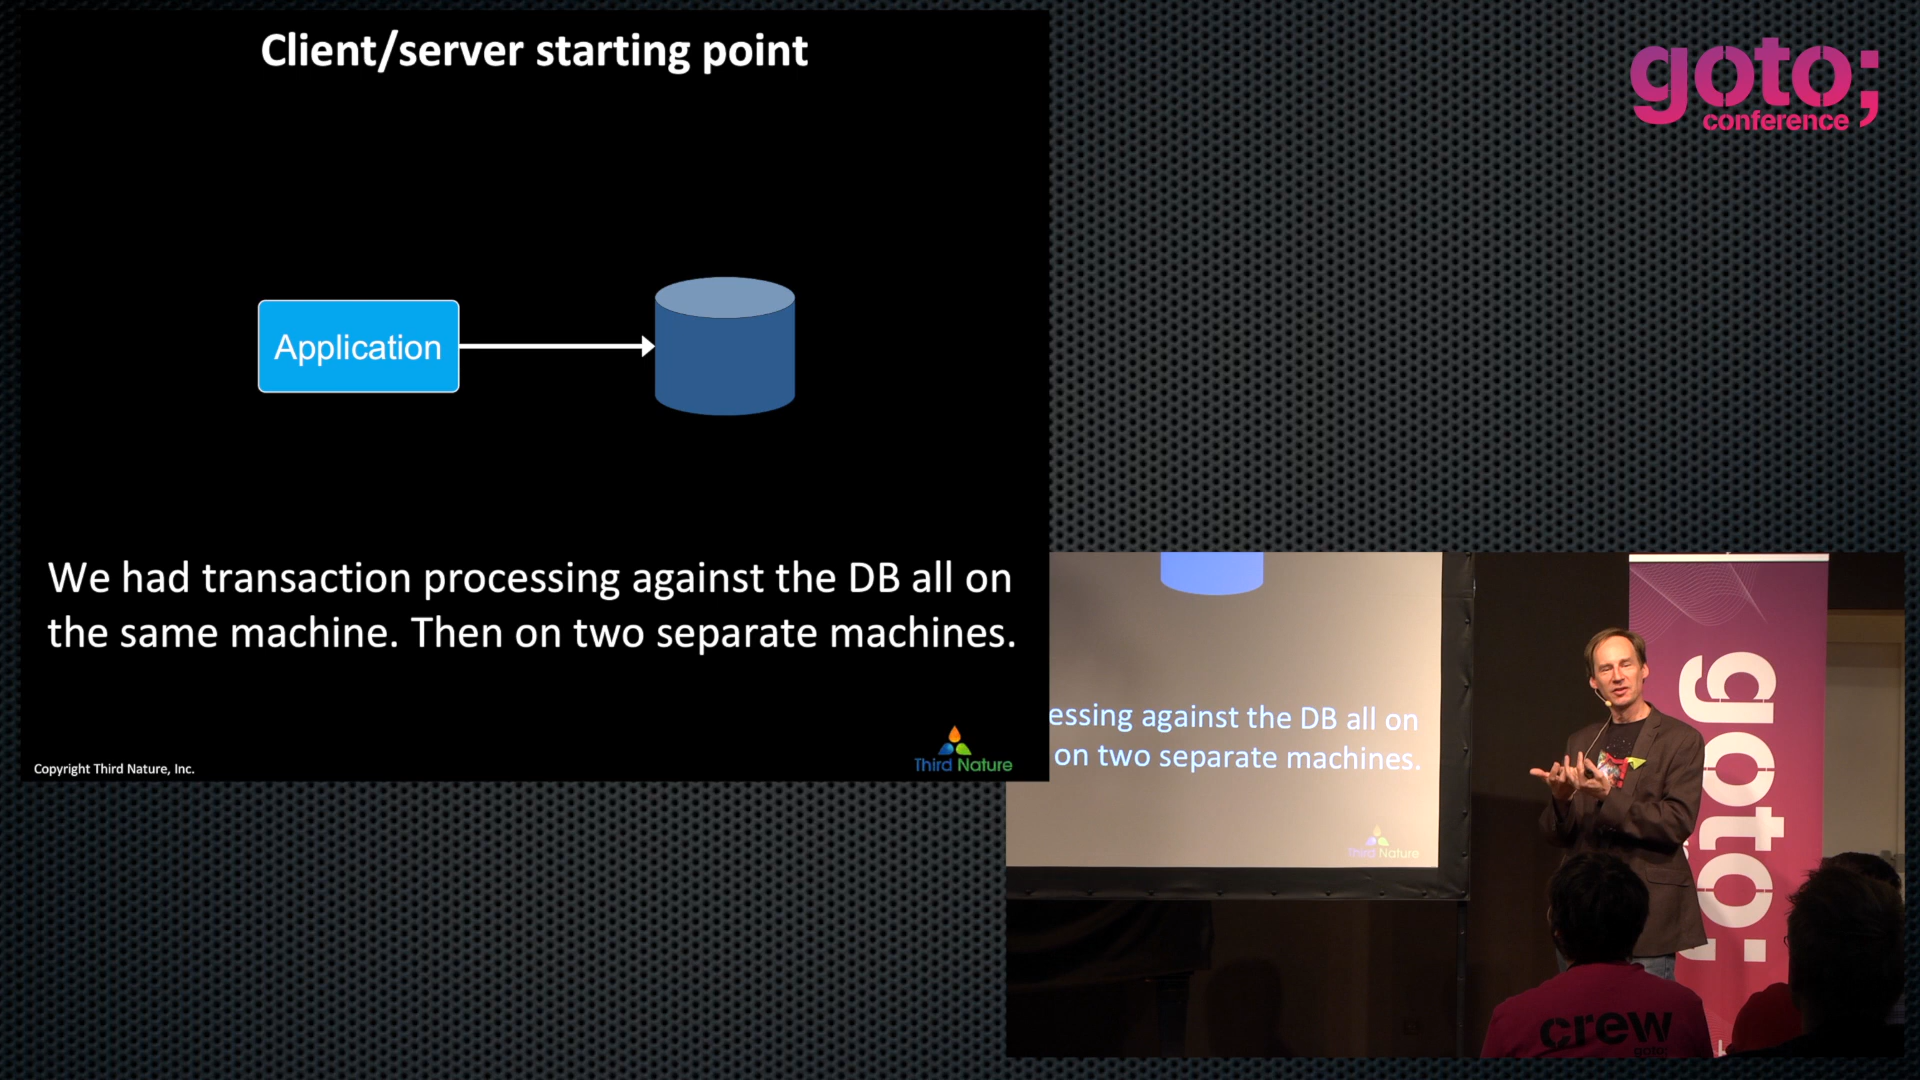 Client/server starting point
Application
We had transaction processing against the DB all on
the same machine. Then on two separate machines.
Copyright Third Nature, Inc.
Third Nature
goto;
conference
essing against the DB all on
on two separate machines.
Third Nature
goto;
crew
goto;